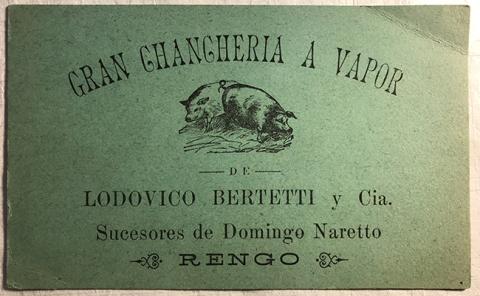 GRAN CHANCHERIA A VAPOR
DE
LODOVICO BERTETTI y Cia.
Sucesores de Domingo Naretto
RENGO